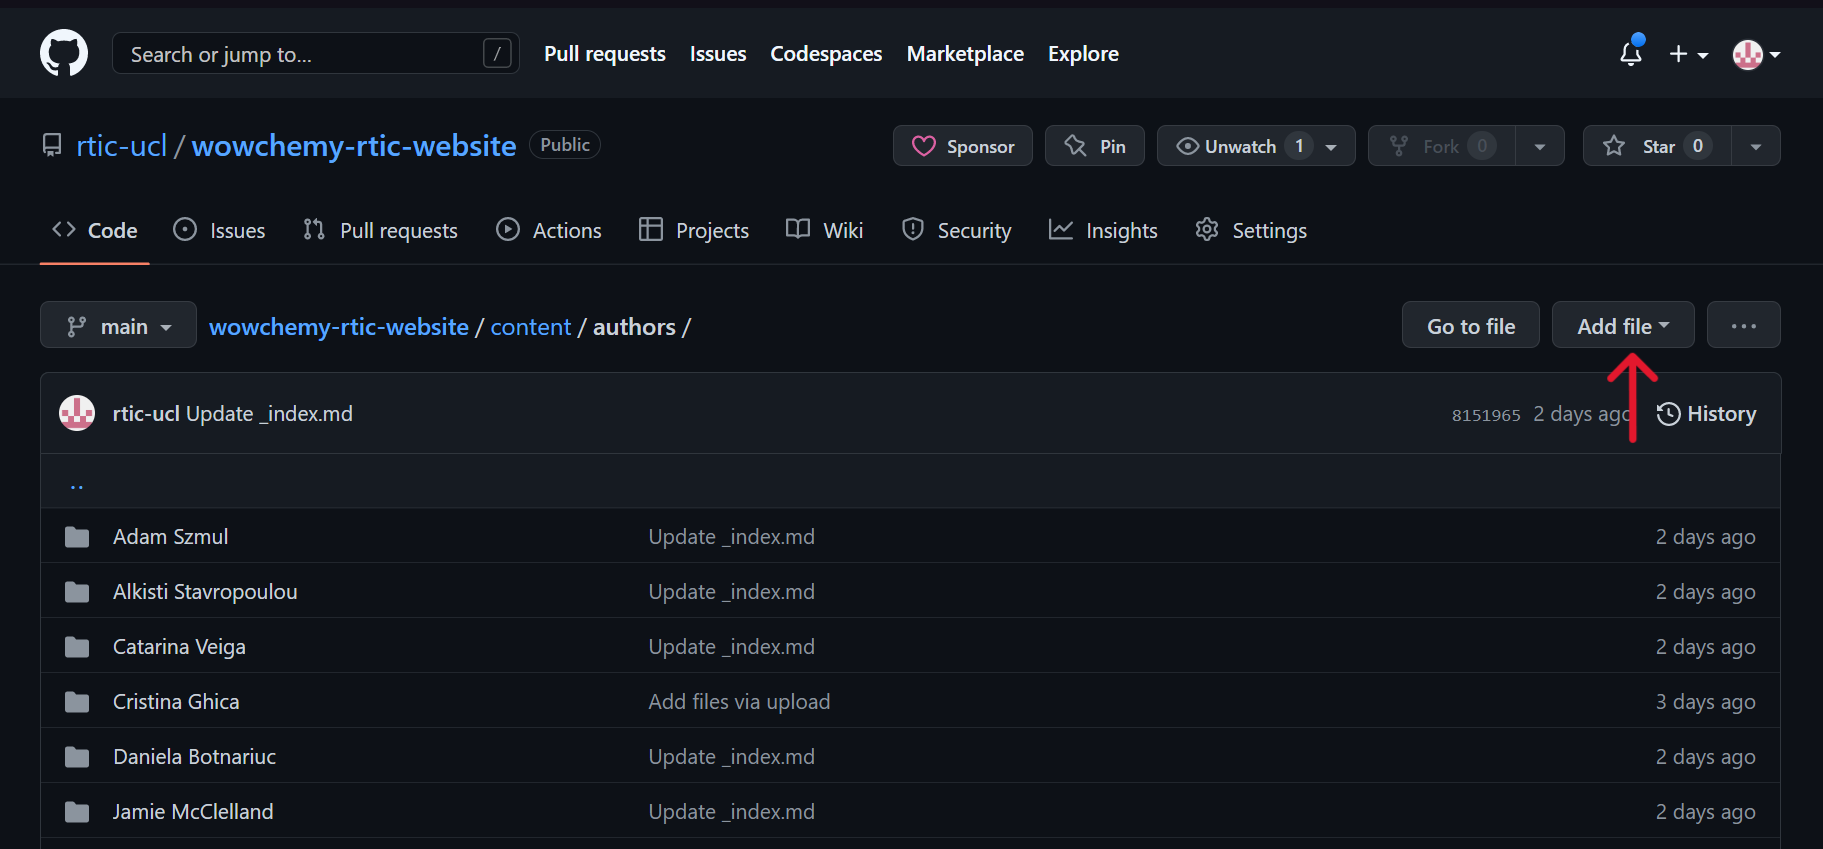 Search or jump to... / Pull requests Issues Codespaces Marketplace Explore
rtic-ucl / wowchemy-rtic-website Public Sponsor Pin Unwatch 1 Fork 0 Star 0
Code Issues Pull requests Actions Projects Wiki Security Insights Settings
main wowchemy-rtic-website / content / authors / Go to file Add file ...
rtic-ucl Update _index.md 8151965 2 days ago History
..
Adam Szmul Update _index.md 2 days ago
Alkisti Stavropoulou Update _index.md 2 days ago
Catarina Veiga Update _index.md 2 days ago
Cristina Ghica Add files via upload 3 days ago
Daniela Botnariuc Update _index.md 2 days ago
Jamie McClelland Update _index.md 2 days ago